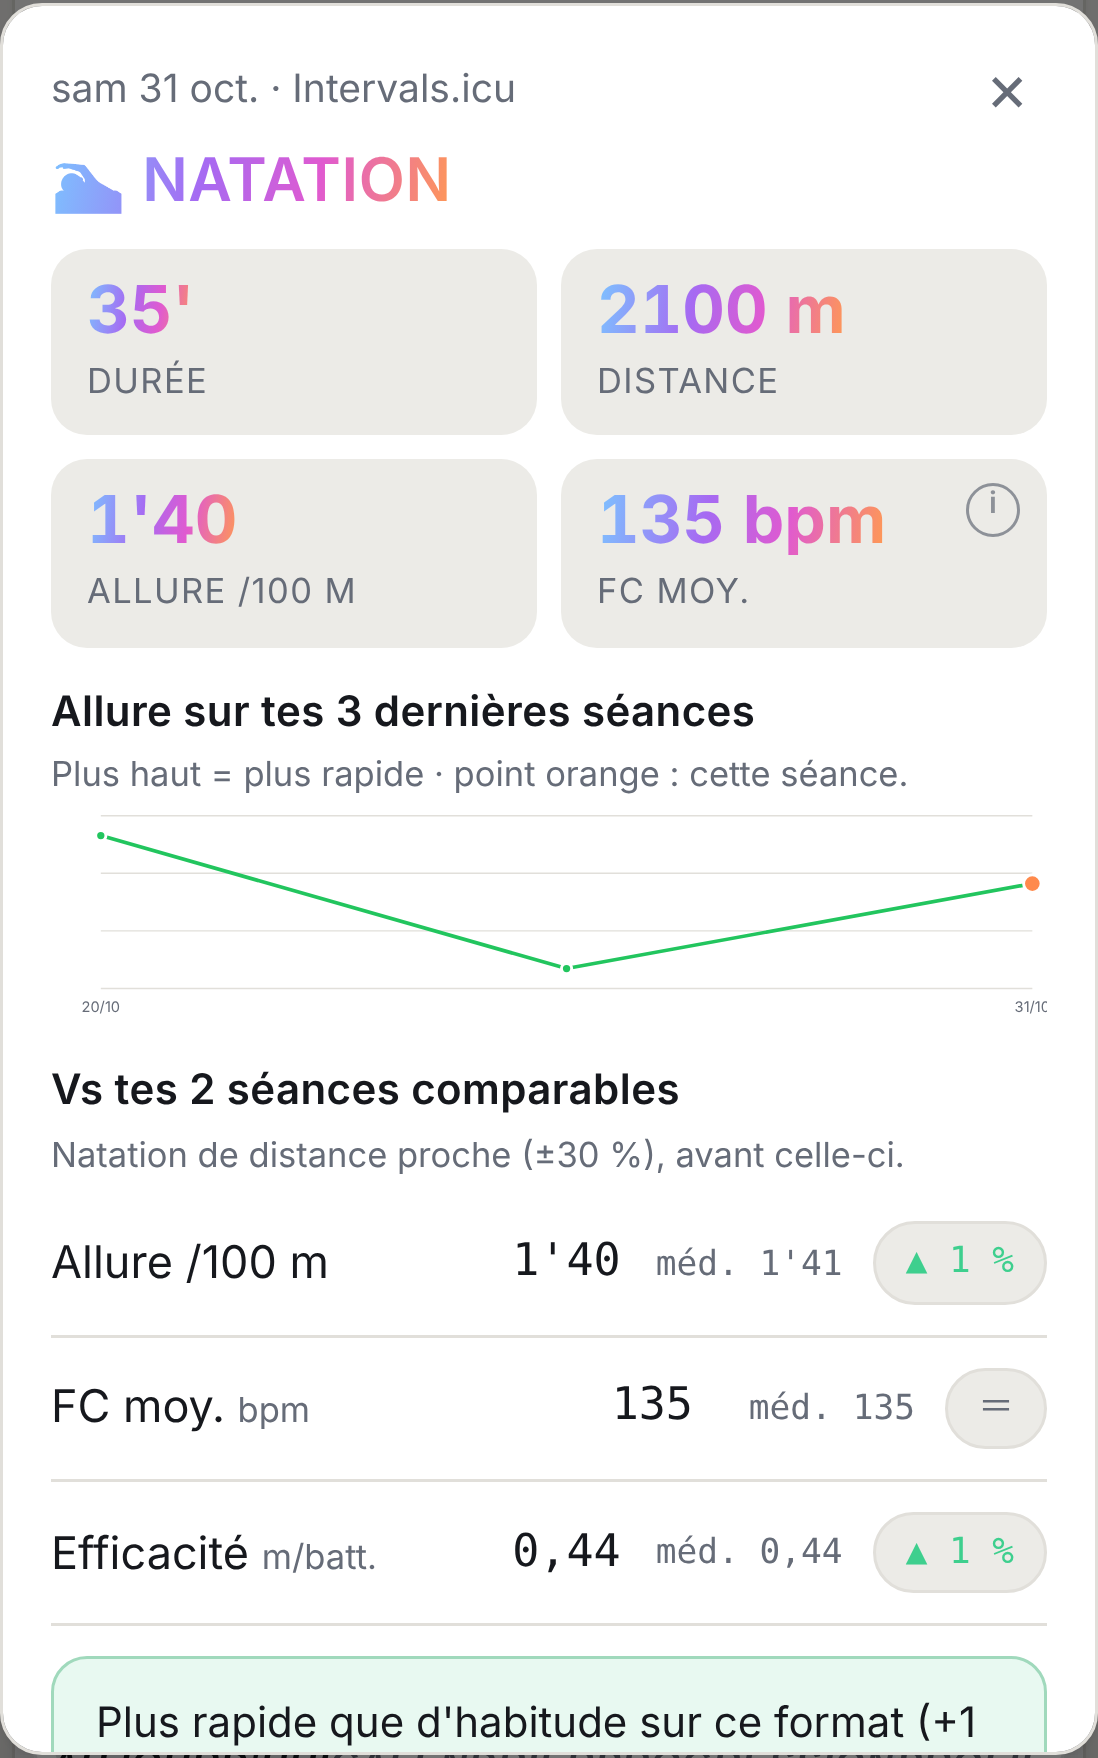 sam 31 oct. · Intervals.icu
NATATION
35'
DURÉE
2100 m
DISTANCE
1'40
ALLURE /100 M
135 bpm
i
FC MOY.
Allure sur tes 3 dernières séances
Plus haut = plus rapide · point orange : cette séance.
20/10
31/10
Vs tes 2 séances comparables
Natation de distance proche (±30 %), avant celle-ci.
Allure /100 m 1'40 méd. 1'41 ▲ 1 %
FC moy. bpm 135 méd. 135 =
Efficacité m/batt. 0,44 méd. 0,44 ▲ 1 %
Plus rapide que d'habitude sur ce format (+1